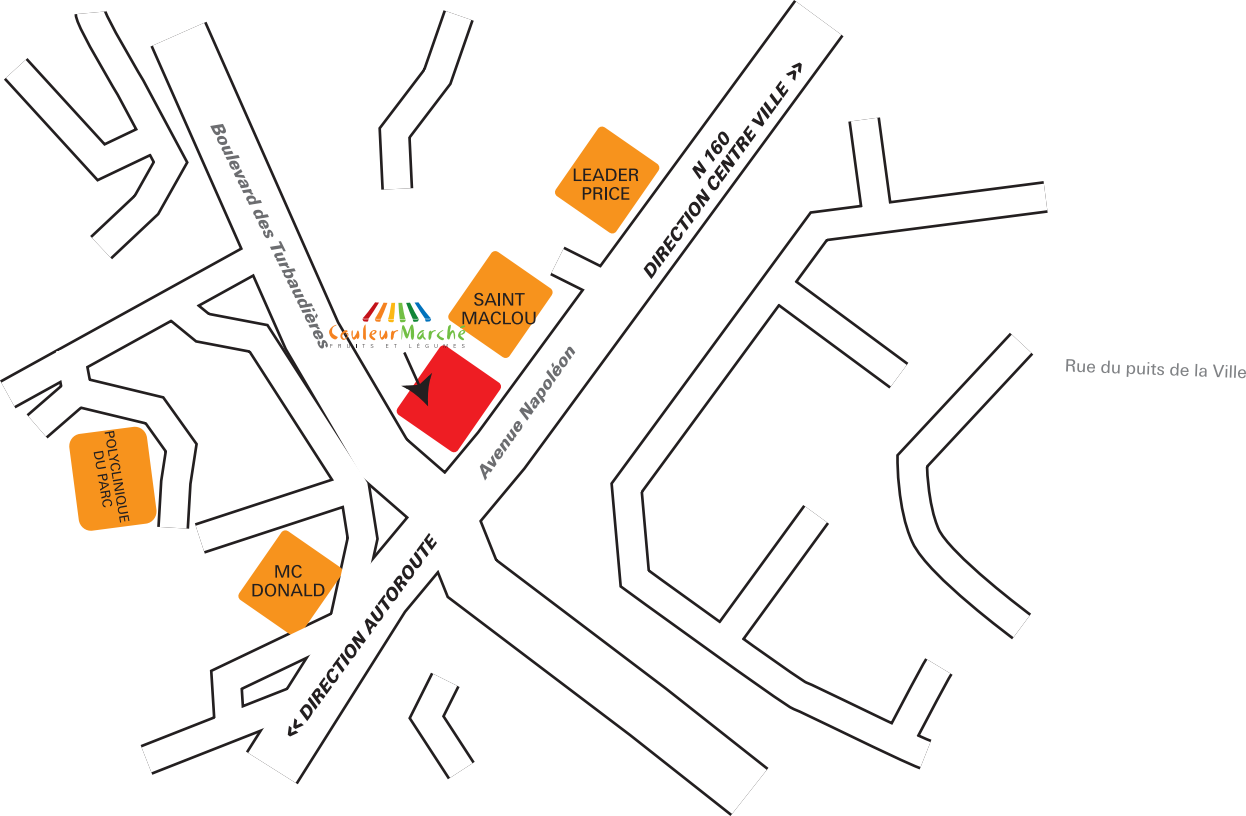 Boulevard des Turbaudières
LEADER
PRICE
N 160
DIRECTION CENTRE VILLE >>
SAINT
MACLOU
CouleurMarché
FRUITS ET LÉGUMES
Avenue Napoléon
Rue du puits de la Ville
POLYCLINIQUE
DU PARC
MC
DONALD
<< DIRECTION AUTOROUTE